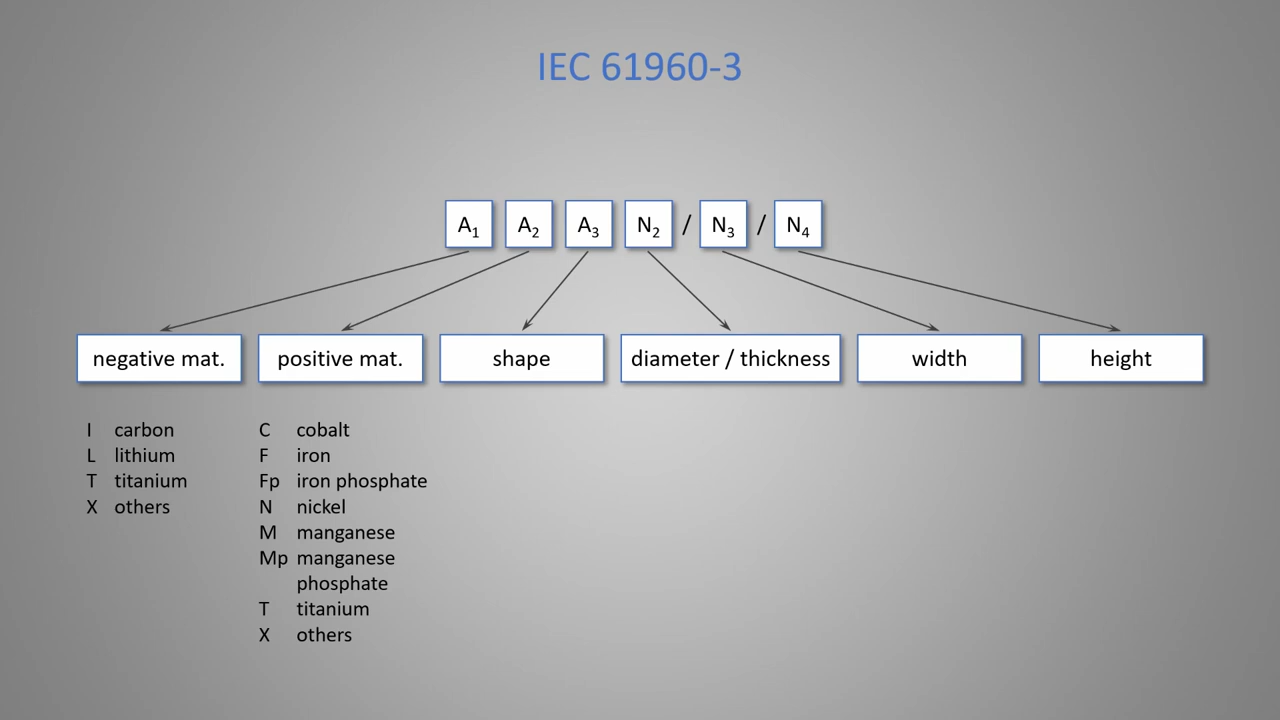 IEC 61960-3
A₁ A₂ A₃ N₂ / N₃ / N₄
negative mat. positive mat. shape diameter / thickness width height
I carbon C cobalt
L lithium F iron
T titanium Fp iron phosphate
X others N nickel
M manganese
Mp manganese
phosphate
T titanium
X others